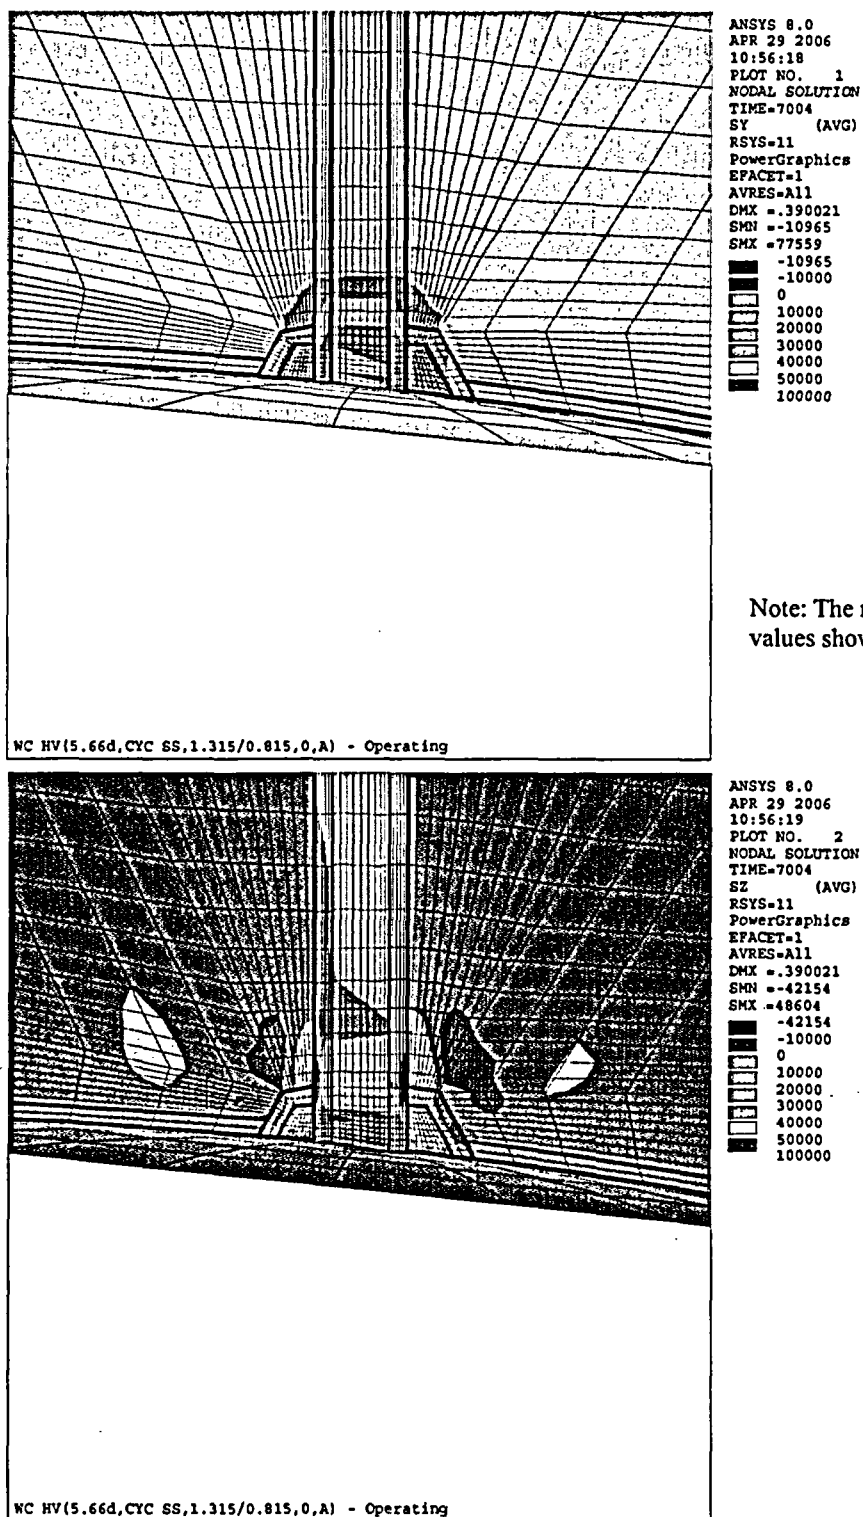 ANSYS 8.0
APR 29 2006
10:56:18
PLOT NO. 1
NODAL SOLUTION
TIME=7004
SY (AVG)
RSYS=11
PowerGraphics
EFACET=1
AVRES=All
DMX =.390021
SMN =-10965
SMX =77559
-10965
-10000
0
10000
20000
30000
40000
50000
100000
Note: The
values
WC HV(5.66d,CYC SS,1.315/0.815,0,A) - Operating
ANSYS 8.0
APR 29 2006
10:56:19
PLOT NO. 2
NODAL SOLUTION
TIME=7004
SZ (AVG)
RSYS=11
PowerGraphics
EFACET=1
AVRES=All
DMX =.390021
SMN =-42154
SMX =48604
-42154
-10000
0
10000
20000
30000
40000
50000
100000
WC HV(5.66d,CYC SS,1.315/0.815,0,A) - Operating